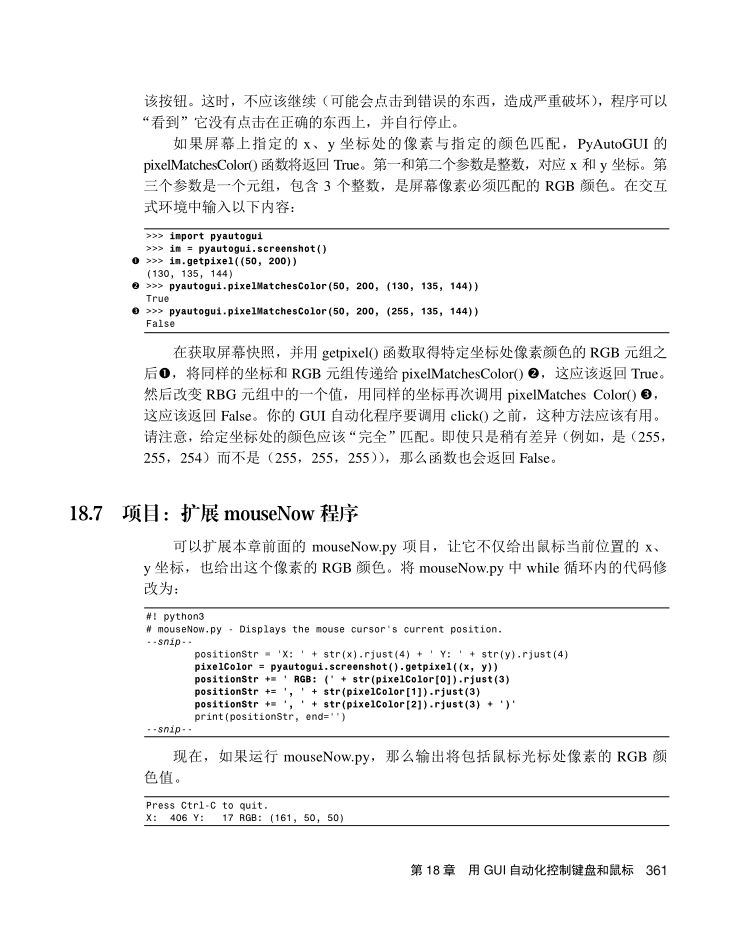 该按钮。这时，不应该继续（可能会点击到错误的东西，造成严重破坏），程序可以
“看到”它没有点击在正确的东西上，并自行停止。
如果屏幕上指定的 x、y 坐标处的像素与指定的颜色匹配，PyAutoGUI 的
pixelMatchesColor() 函数将返回 True。第一和第二个参数是整数，对应 x 和 y 坐标。第
三个参数是一个元组，包含 3 个整数，是屏幕像素必须匹配的 RGB 颜色。在交互
式环境中输入以下内容：
>>> import pyautogui
>>> im = pyautogui.screenshot()
❶ >>> im.getpixel((50, 200))
(130, 135, 144)
❷ >>> pyautogui.pixelMatchesColor(50, 200, (130, 135, 144))
True
❸ >>> pyautogui.pixelMatchesColor(50, 200, (255, 135, 144))
False
在获取屏幕快照，并用 getpixel() 函数取得特定坐标处像素颜色的 RGB 元组之
后❶，将同样的坐标和 RGB 元组传递给 pixelMatchesColor() ❷，这应该返回 True。
然后改变 RBG 元组中的一个值，用同样的坐标再次调用 pixelMatches Color() ❸，
这应该返回 False。你的 GUI 自动化程序要调用 click() 之前，这种方法应该有用。
请注意，给定坐标处的颜色应该“完全”匹配。即使只是稍有差异（例如，是（255，
255，254）而不是（255，255，255）），那么函数也会返回 False。
18.7 项目：扩展 mouseNow 程序
可以扩展本章前面的 mouseNow.py 项目，让它不仅给出鼠标当前位置的 x、
y 坐标，也给出这个像素的 RGB 颜色。将 mouseNow.py 中 while 循环内的代码修
改为：
#! python3
# mouseNow.py - Displays the mouse cursor's current position.
--snip--
positionStr = 'X: ' + str(x).rjust(4) + ' Y: ' + str(y).rjust(4)
pixelColor = pyautogui.screenshot().getpixel((x, y))
positionStr += ' RGB: (' + str(pixelColor[0]).rjust(3)
positionStr += ', ' + str(pixelColor[1]).rjust(3)
positionStr += ', ' + str(pixelColor[2]).rjust(3) + ')'
print(positionStr, end='')
--snip--
现在，如果运行 mouseNow.py，那么输出将包括鼠标光标处像素的 RGB 颜
色值。
Press Ctrl-C to quit.
X:  406 Y:   17 RGB: (161, 50, 50)
第 18 章 用 GUI 自动化控制键盘和鼠标 361